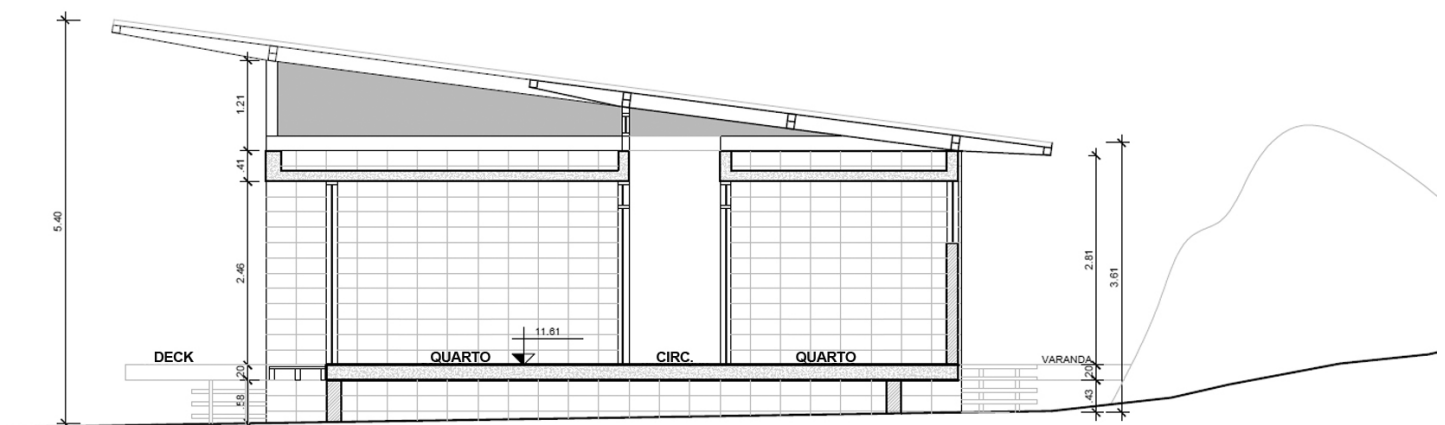 5.40
1.21
.41
2.46
.20
.58
11.61
DECK
QUARTO
CIRC.
QUARTO
VARANDA
2.81
3.61
.20
.43